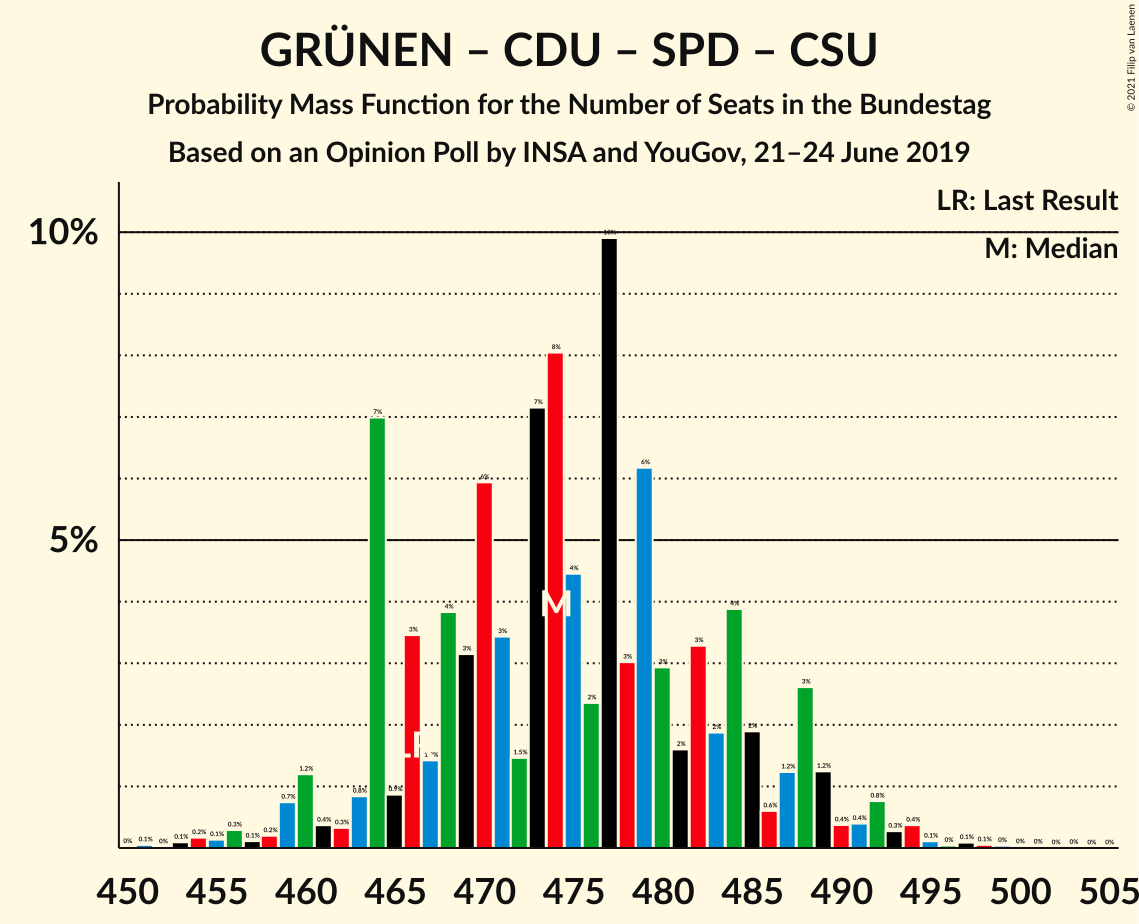 GRÜNEN – CDU – SPD – CSU
Probability Mass Function for the Number of Seats in the Bundestag
Based on an Opinion Poll by INSA and YouGov, 21–24 June 2019
© 2021 Filip van Laenen
LR: Last Result
M: Median
10%
5%
0% 0.1% 0% 0.1% 0.2% 0.1% 0.3% 0.1% 0.2% 0.7% 1.2% 0.4% 0.3% 0.8% 7% 0.9% 3% 4% 3% 6% 3% 1.5% 7% 8% 4% 2% 10% 3% 6% 3% 2% 3% 2% 4% 2% 0.6% 1.2% 3% 1.2% 0.4% 0.4% 0.8% 0.3% 0.4% 0.1% 0% 0.1% 0.1% 0% 0% 0% 0% 0% 0% 0%
LR
M
450 455 460 465 470 475 480 485 490 495 500 505